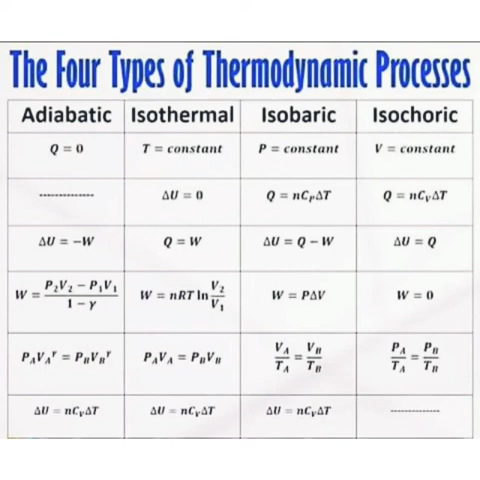 The Four Types of Thermodynamic Processes
Adiabatic Isothermal Isobaric Isochoric
Q = 0 T = constant P = constant V = constant
-------------- ΔU = 0 Q = nC_PΔT Q = nC_VΔT
ΔU = −W Q = W ΔU = Q − W ΔU = Q
W = (P₂V₂ − P₁V₁)/(1 − γ) W = nRT ln V₂/V₁ W = PΔV W = 0
P_AV_A^γ = P_BV_B^γ P_AV_A = P_BV_B V_A/T_A = V_B/T_B P_A/T_A = P_B/T_B
ΔU = nC_VΔT ΔU = nC_VΔT ΔU = nC_VΔT --------------